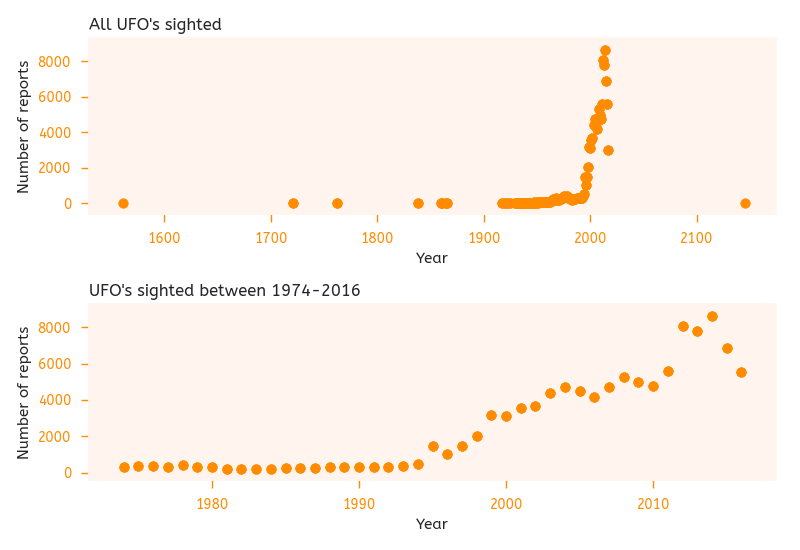 All UFO's sighted
8000
6000
4000
2000
0
Number of reports
1600 1700 1800 1900 2000 2100
Year
UFO's sighted between 1974-2016
8000
6000
4000
2000
0
Number of reports
1980 1990 2000 2010
Year